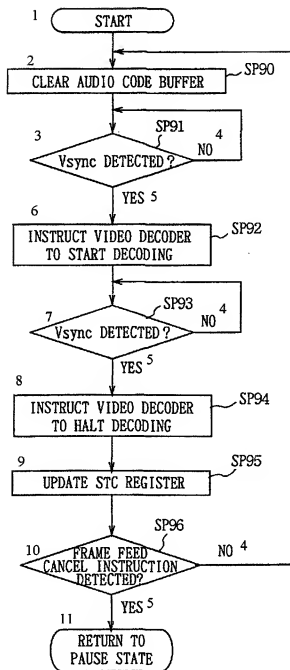 1 START
2 CLEAR AUDIO CODE BUFFER SP90
SP91
3 Vsync DETECTED? NO 4
YES 5
6 INSTRUCT VIDEO DECODER
TO START DECODING SP92
SP93
7 Vsync DETECTED? NO 4
YES 5
8 INSTRUCT VIDEO DECODER
TO HALT DECODING SP94
9 UPDATE STC REGISTER SP95
SP96
10 FRAME FEED
CANCEL INSTRUCTION
DETECTED? NO 4
YES 5
11 RETURN TO
PAUSE STATE